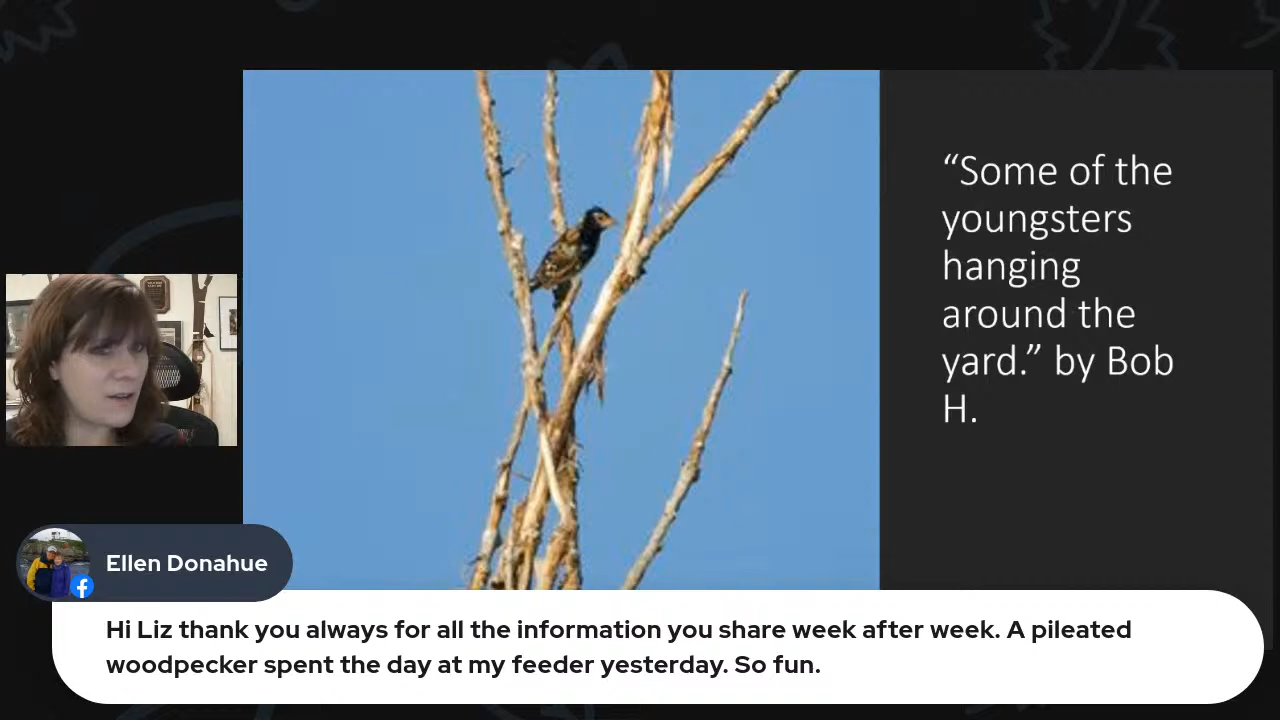 “Some of the
youngsters
hanging
around the
yard.” by Bob
H.
Ellen Donahue
Hi Liz thank you always for all the information you share week after week. A pileated
woodpecker spent the day at my feeder yesterday. So fun.